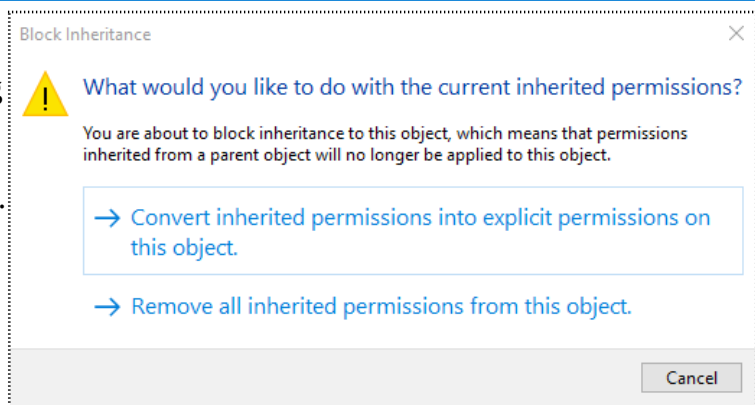 Block Inheritance
What would you like to do with the current inherited permissions?
You are about to block inheritance to this object, which means that permissions
inherited from a parent object will no longer be applied to this object.
Convert inherited permissions into explicit permissions on
this object.
Remove all inherited permissions from this object.
Cancel